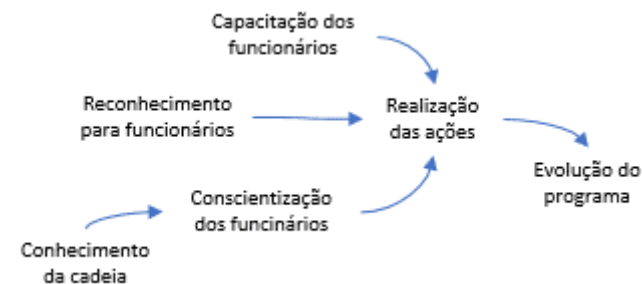 Capacitação dos
funcionários
Reconhecimento
para funcionários
Realização
das ações
Evolução do
programa
Conscientização
dos funcinários
Conhecimento
da cadeia